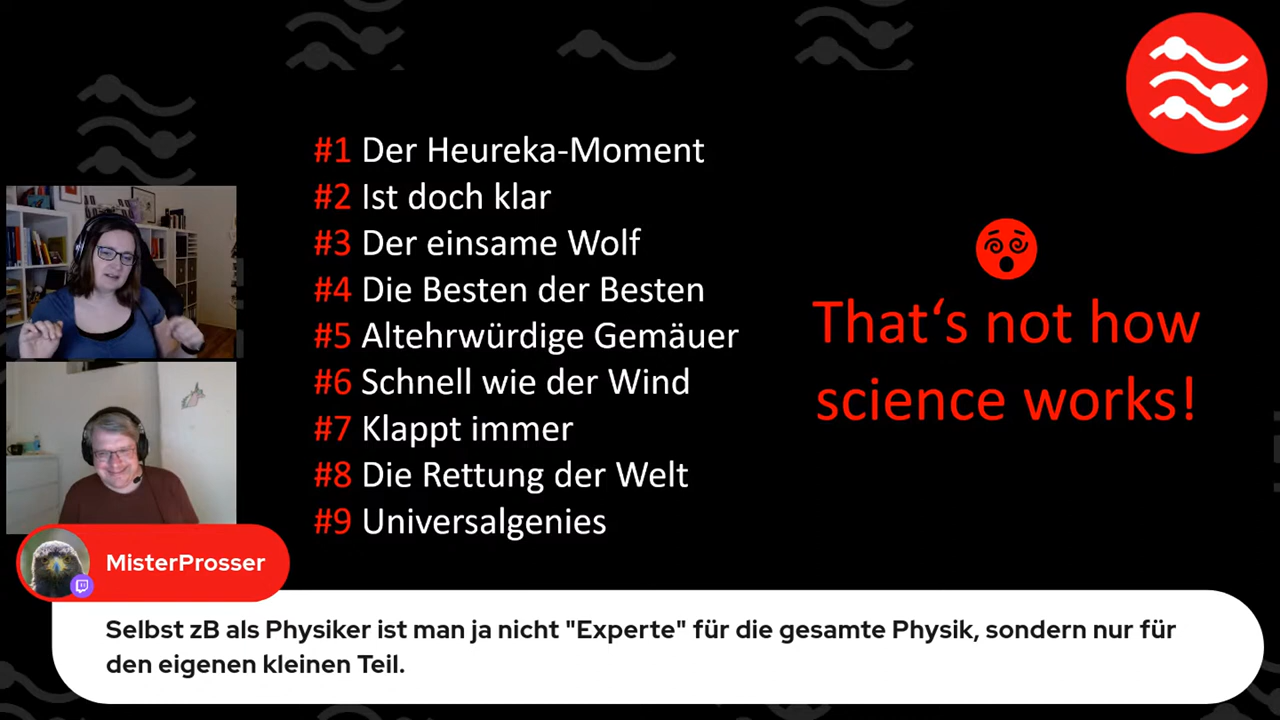 #1 Der Heureka-Moment
#2 Ist doch klar
#3 Der einsame Wolf
#4 Die Besten der Besten
#5 Altehrwürdige Gemäuer
#6 Schnell wie der Wind
#7 Klappt immer
#8 Die Rettung der Welt
#9 Universalgenies
That‘s not how
science works!
MisterProsser
Selbst zB als Physiker ist man ja nicht "Experte" für die gesamte Physik, sondern nur für
den eigenen kleinen Teil.